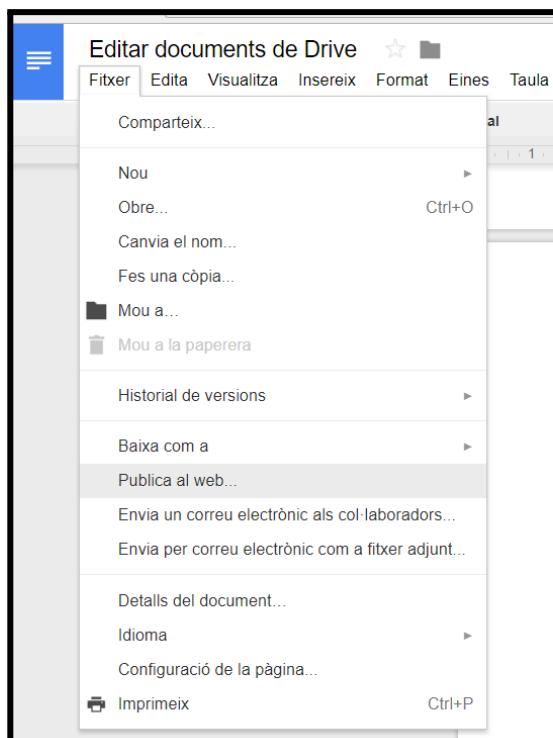 Editar documents de Drive
Fitxer Edita Visualitza Insereix Format Eines Taula
al
1
Comparteix...
Nou
Obre... Ctrl+O
Canvia el nom...
Fes una còpia...
Mou a...
Mou a la paperera
Historial de versions
Baixa com a
Publica al web...
Envia un correu electrònic als col·laboradors...
Envia per correu electrònic com a fitxer adjunt...
Detalls del document...
Idioma
Configuració de la pàgina...
Imprimeix Ctrl+P